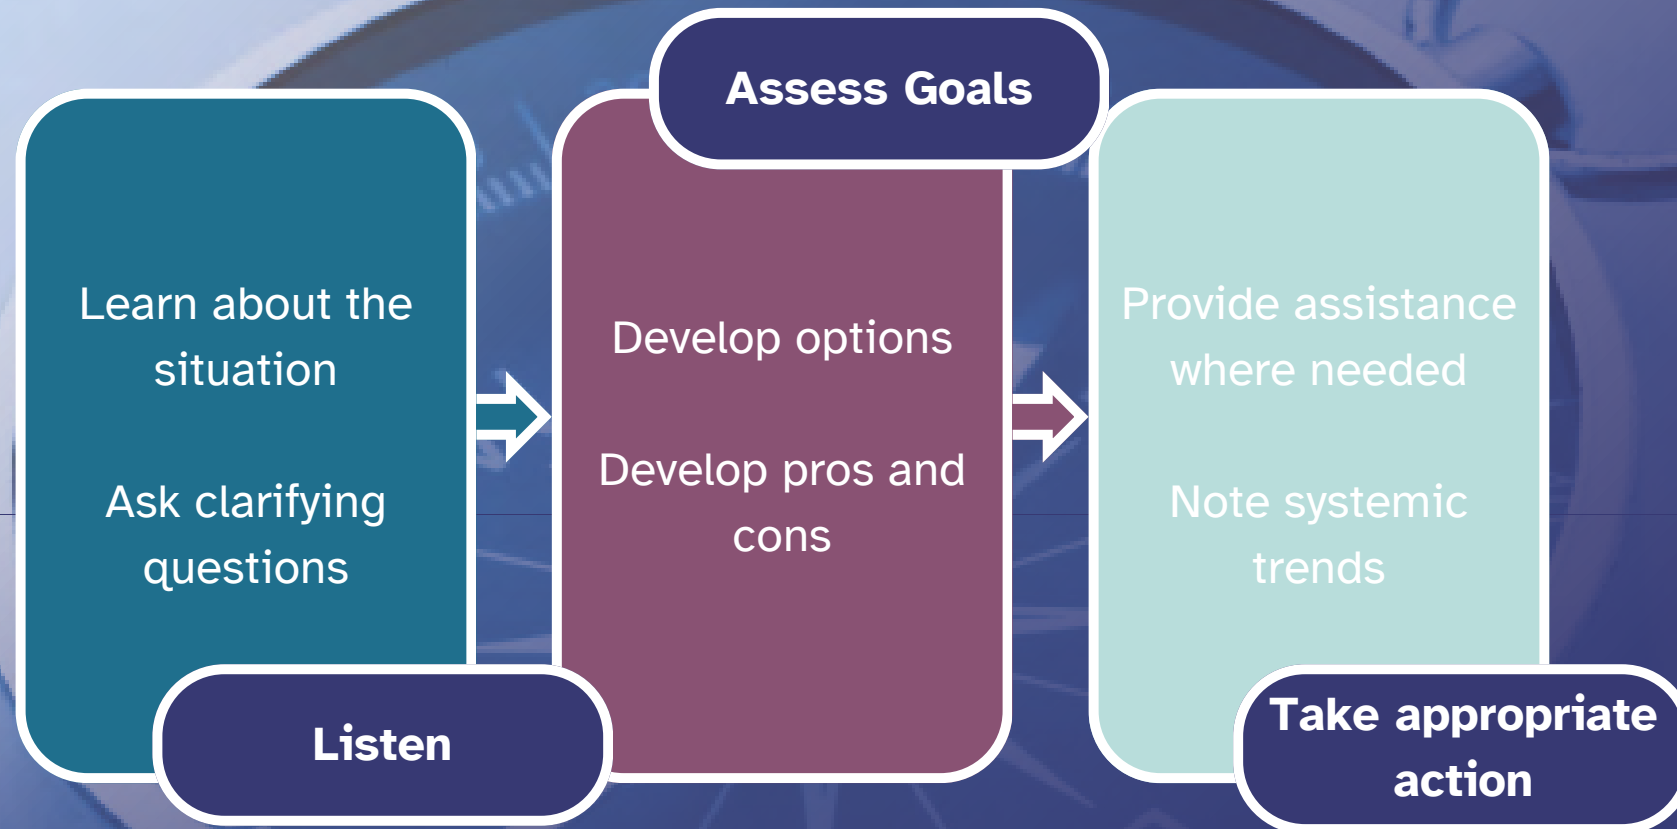 Learn about the
situation
Ask clarifying
questions
Listen
Assess Goals
Develop options
Develop pros and
cons
Provide assistance
where needed
Note systemic
trends
Take appropriate
action